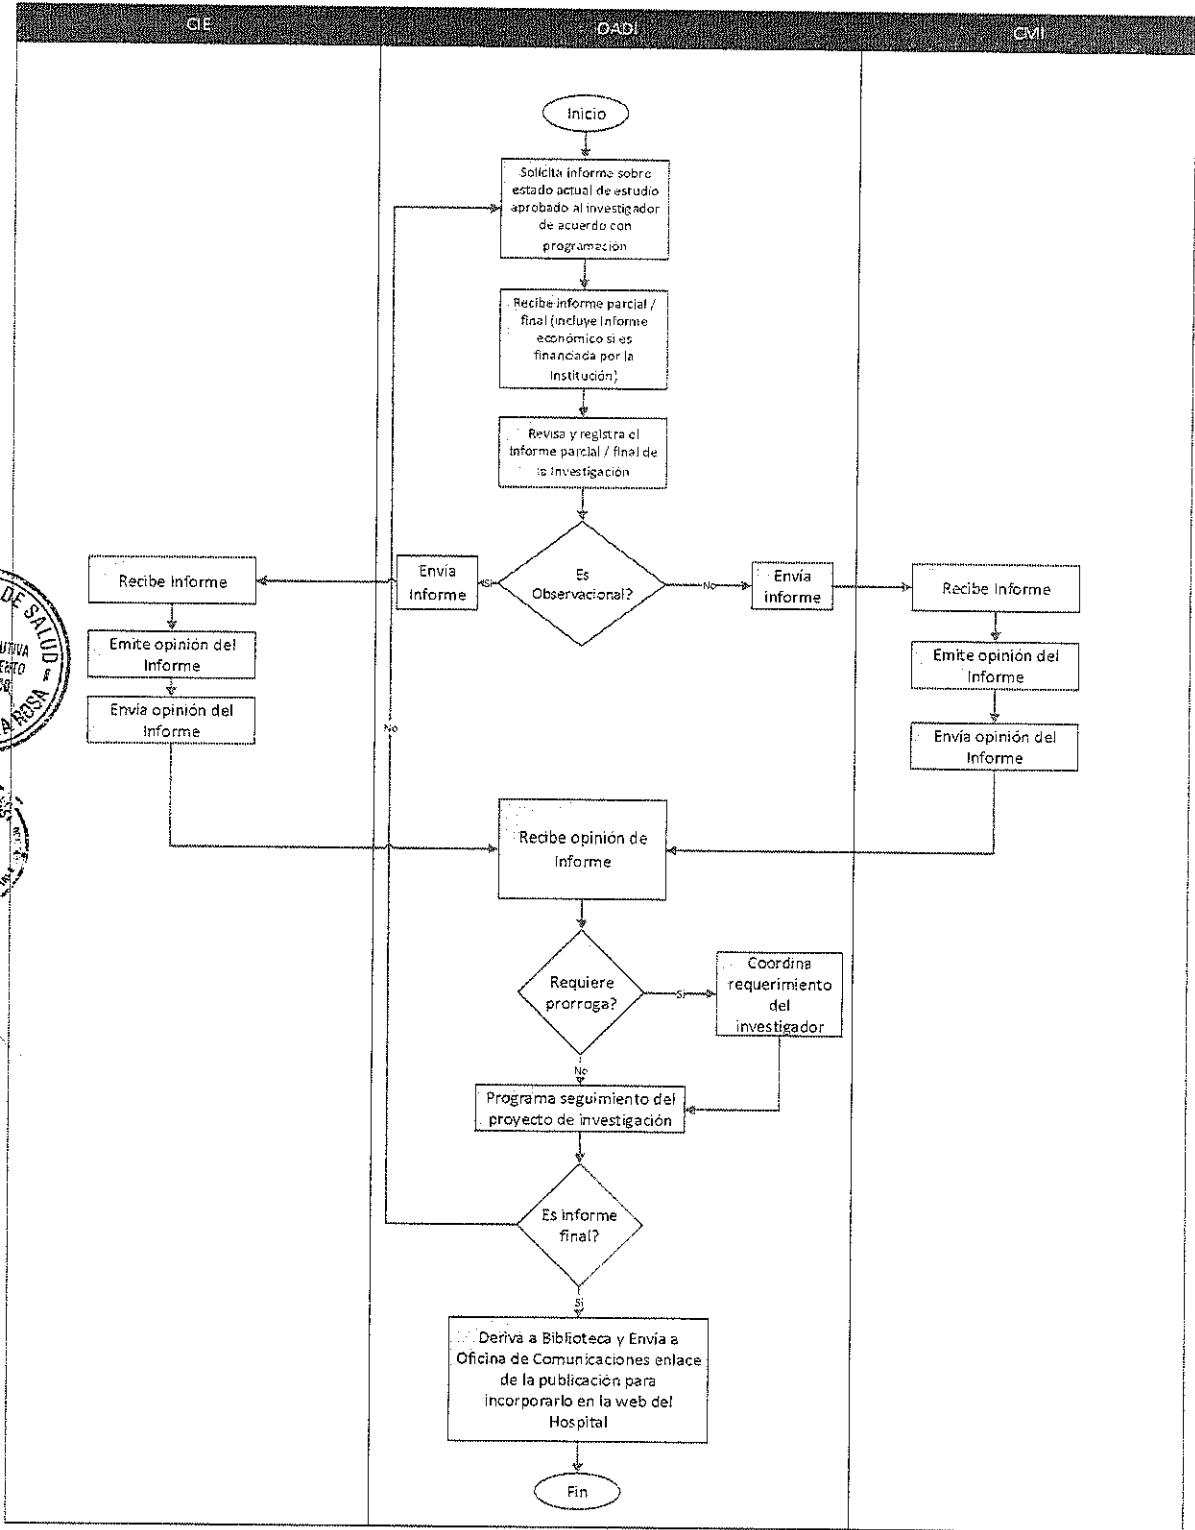 CIE
OADI
CMI
Inicio
Solicita informe sobre
estado actual de estudio
aprobado al investigador
de acuerdo con
programación
Recibe informe parcial /
final (incluye Informe
económico si es
financiada por la
Institución)
Revisa y registra el
informe parcial / final de
la investigación
Es
Observacional?
Si
Envía
Informe
No
Envía
informe
Recibe Informe
Emite opinión del
Informe
Envía opinión del
Informe
Recibe Informe
Emite opinión del
Informe
Envía opinión del
Informe
DE SALUD
No
Recibe opinión de
Informe
Requiere
prorroga?
Si
Coordina
requerimiento
del
investigador
No
Programa seguimiento del
proyecto de investigación
Es informe
final?
Si
Deriva a Biblioteca y Envía a
Oficina de Comunicaciones enlace
de la publicación para
incorporarlo en la web del
Hospital
Fin